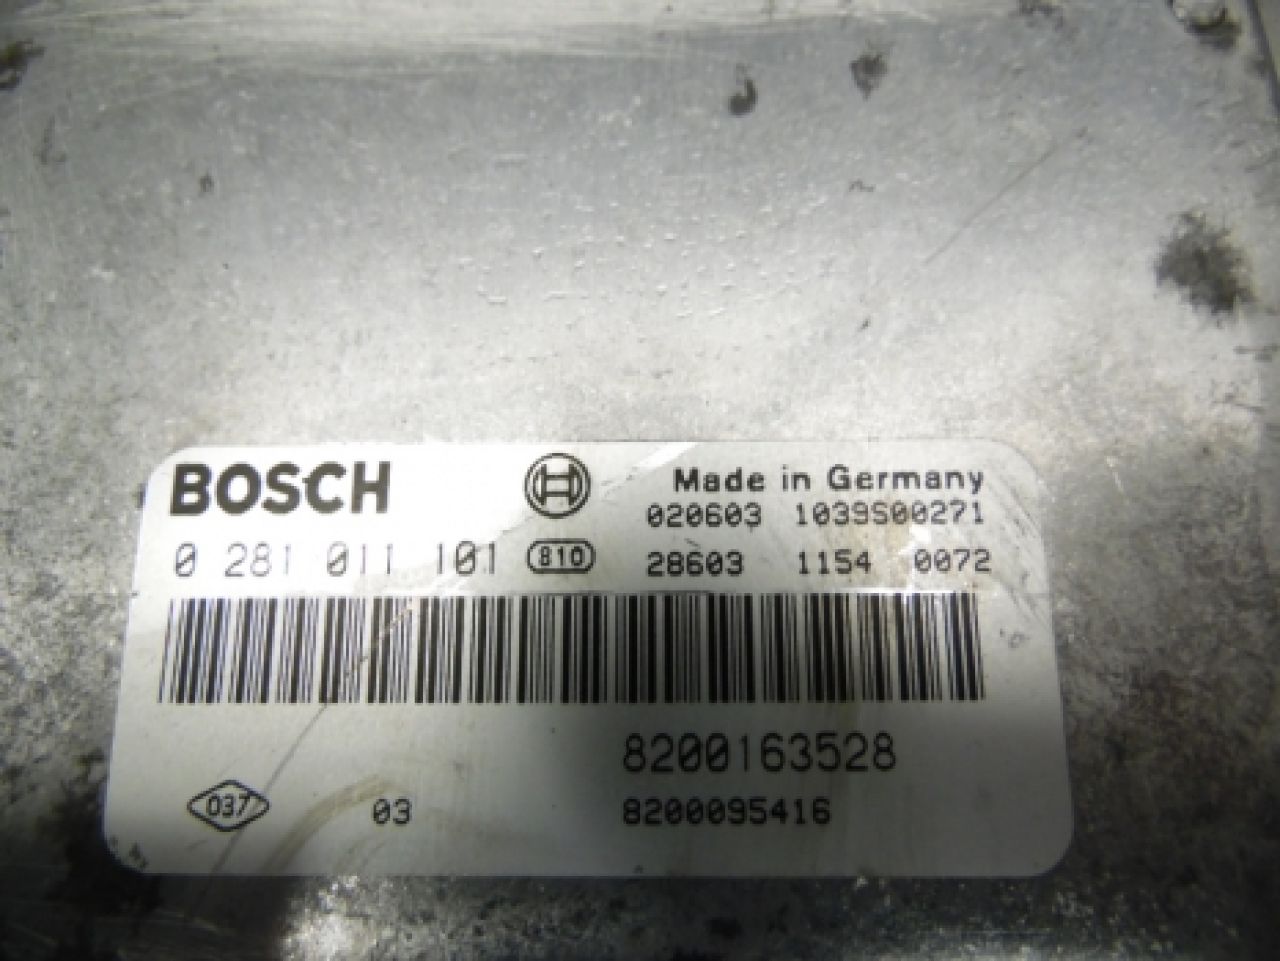 BOSCH
Made in Germany
020603 1039S00271
0 281 011 101 810 28603 1154 0072
8200163528
037 03 8200095416